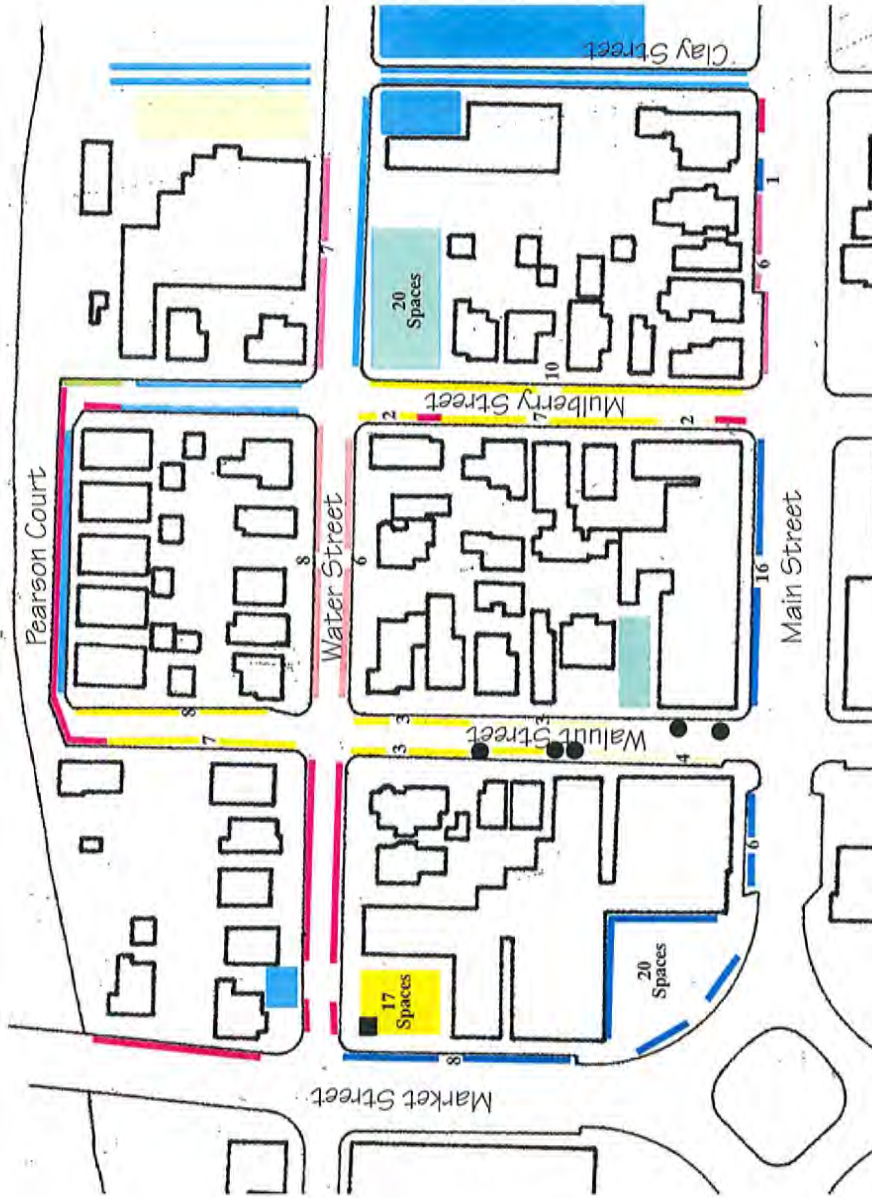 Clay Street
7
1
20
Spaces
6
10
Mulberry Street
2
7
2
Pearson Court
Water Street
8
6
16
Main Street
8
3
3
Walnut Street
7
3
4
6
20
Spaces
17
Spaces
8
Market Street